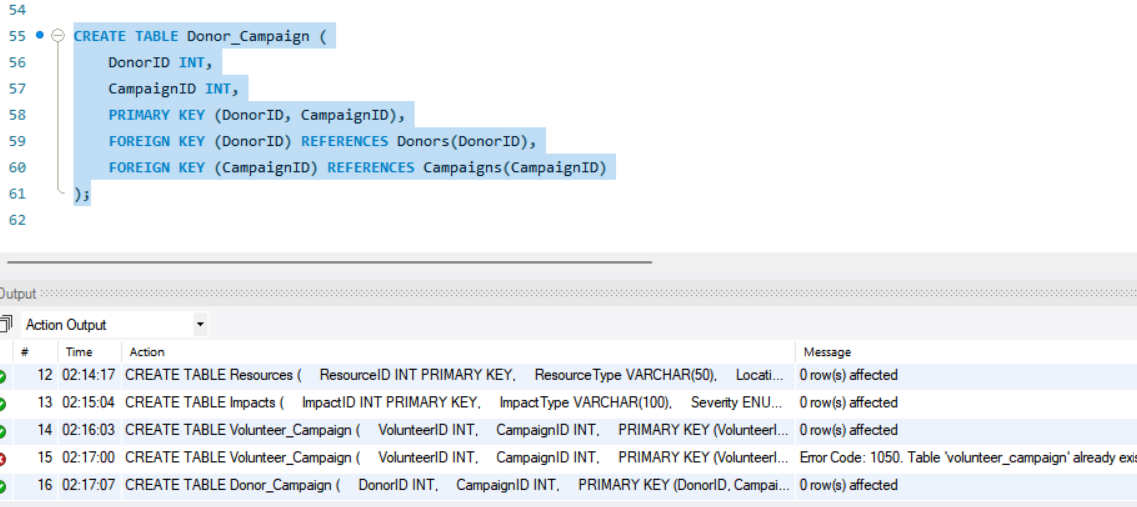 54
55 CREATE TABLE Donor_Campaign (
56 DonorID INT,
57 CampaignID INT,
58 PRIMARY KEY (DonorID, CampaignID),
59 FOREIGN KEY (DonorID) REFERENCES Donors(DonorID),
60 FOREIGN KEY (CampaignID) REFERENCES Campaigns(CampaignID)
61 );
62
Output
Action Output
# Time Action Message
12 02:14:17 CREATE TABLE Resources ( ResourceID INT PRIMARY KEY, ResourceType VARCHAR(50), Locati... 0 row(s) affected
13 02:15:04 CREATE TABLE Impacts ( ImpactID INT PRIMARY KEY, ImpactType VARCHAR(100), Severity ENU... 0 row(s) affected
14 02:16:03 CREATE TABLE Volunteer_Campaign ( VolunteerID INT, CampaignID INT, PRIMARY KEY (VolunteerI... 0 row(s) affected
15 02:17:00 CREATE TABLE Volunteer_Campaign ( VolunteerID INT, CampaignID INT, PRIMARY KEY (VolunteerI... Error Code: 1050. Table 'volunteer_campaign' already exis
16 02:17:07 CREATE TABLE Donor_Campaign ( DonorID INT, CampaignID INT, PRIMARY KEY (DonorID, Campai... 0 row(s) affected